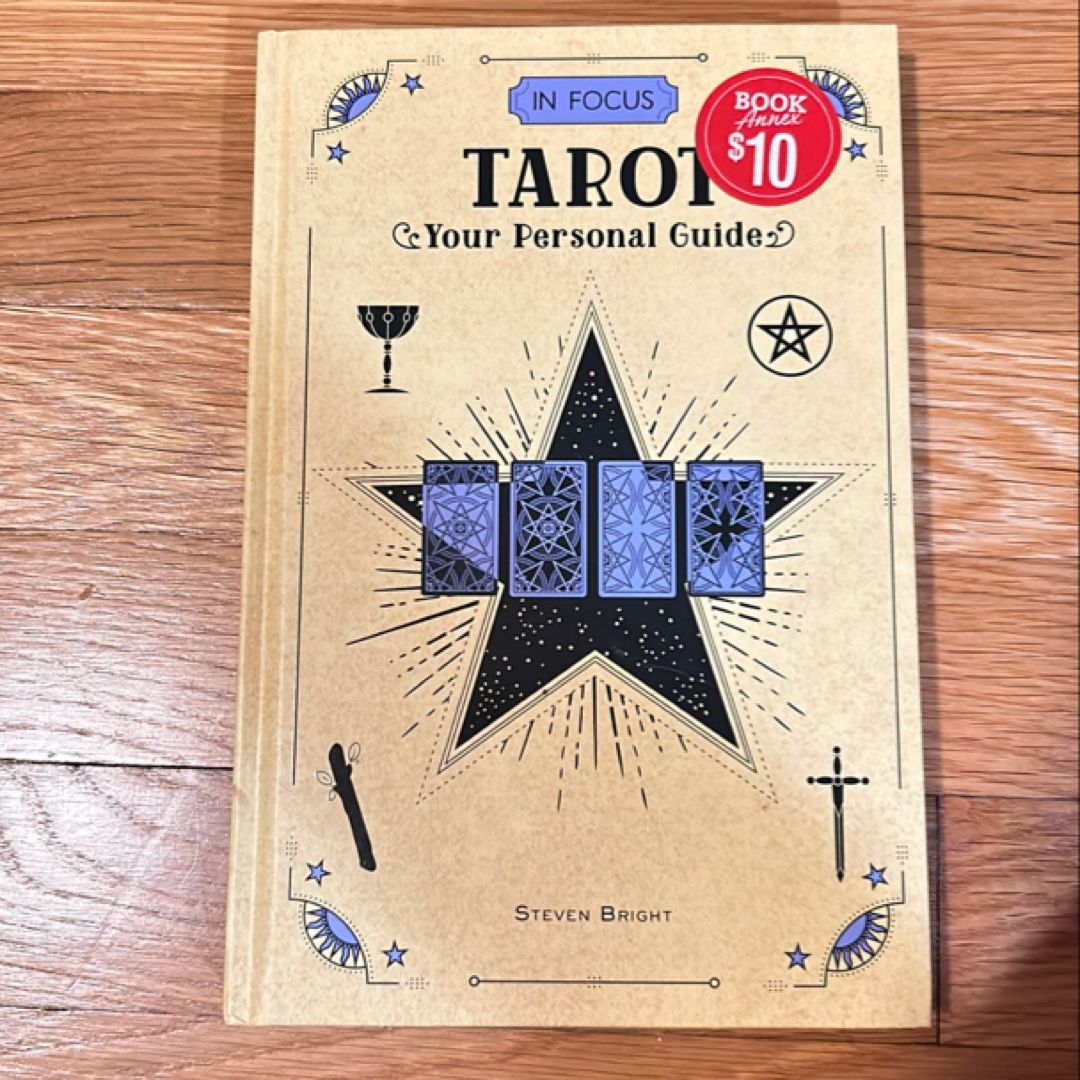 IN FOCUS
TAROT
Your Personal Guide
BOOK
Annex
$10
STEVEN BRIGHT